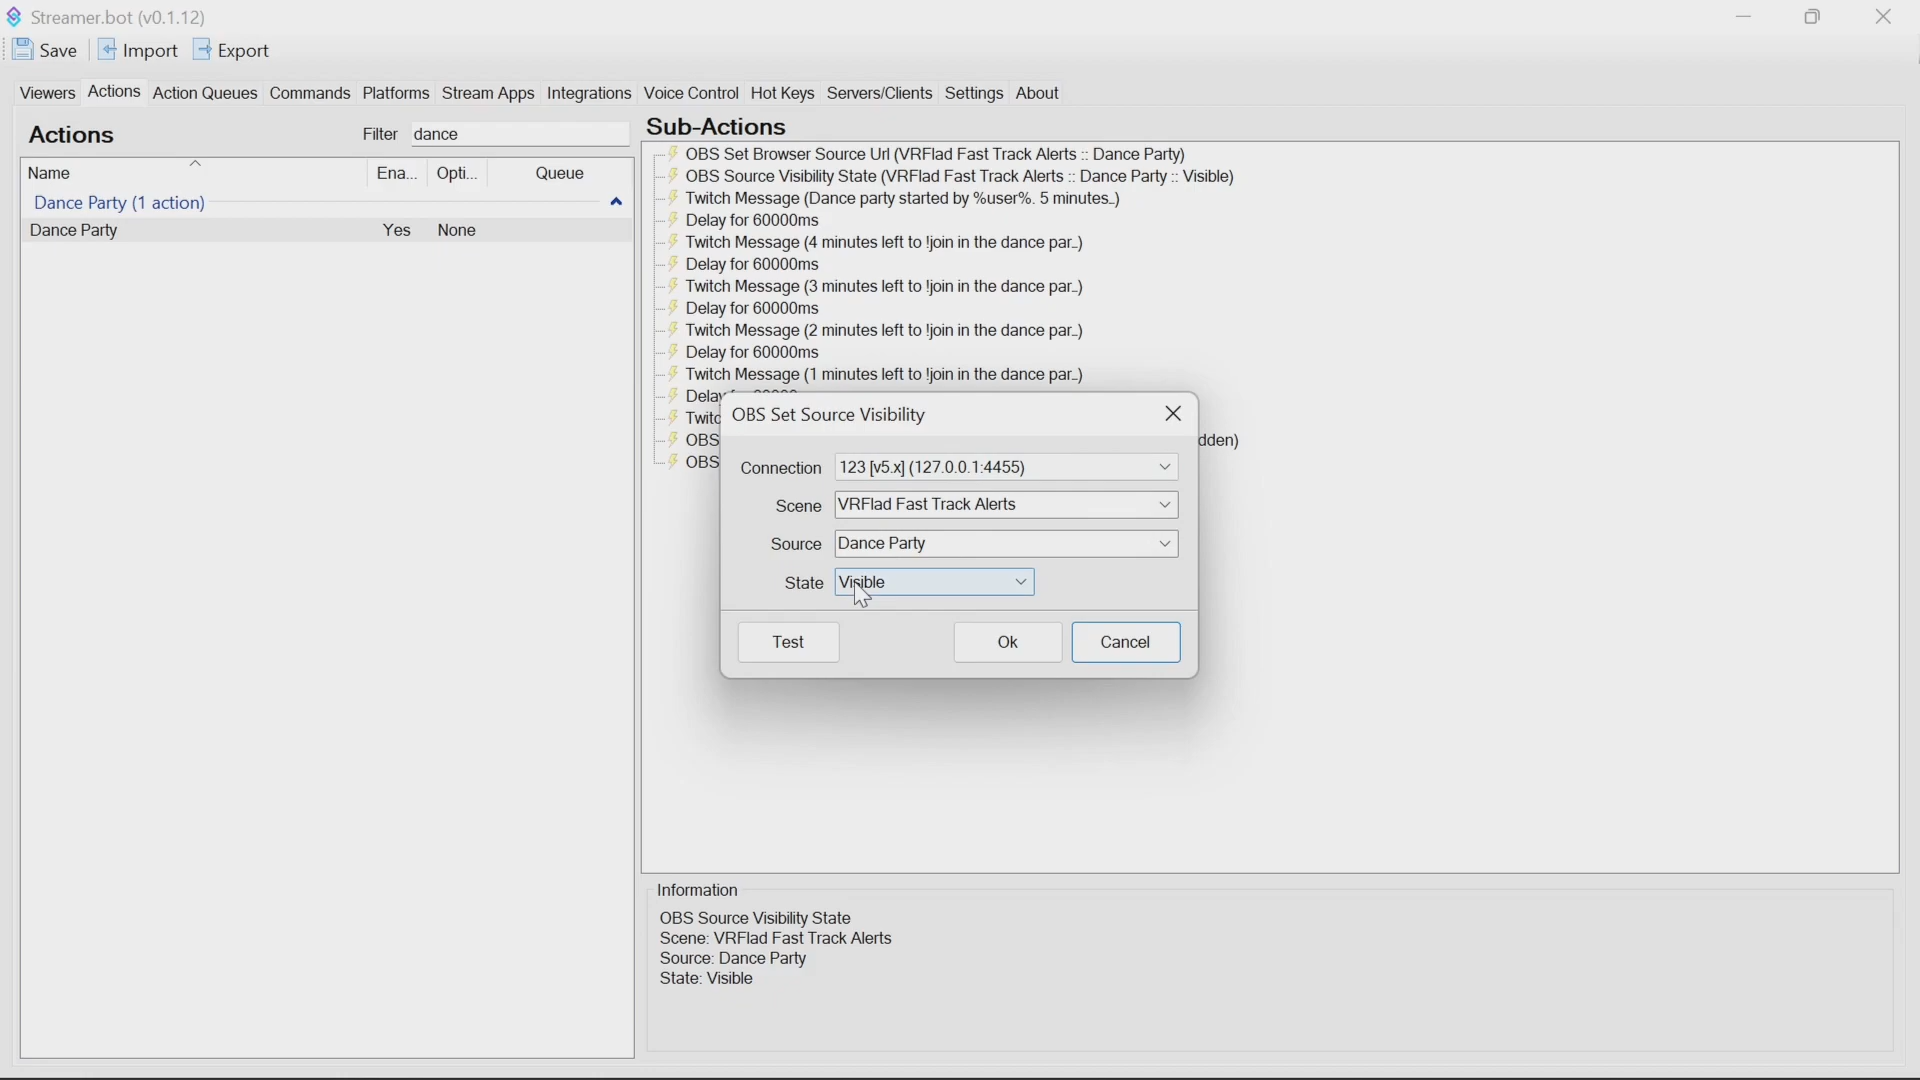 Streamer.bot (v0.1.12)
Save Import Export
Viewers Actions Action Queues Commands Platforms Stream Apps Integrations Voice Control Hot Keys Servers/Clients Settings About
Actions
Filter dance
Name Ena... Opti... Queue
Dance Party (1 action)
Dance Party Yes None
Sub-Actions
OBS Set Browser Source Url (VRFlad Fast Track Alerts :: Dance Party)
OBS Source Visibility State (VRFlad Fast Track Alerts :: Dance Party :: Visible)
Twitch Message (Dance party started by %user%. 5 minutes..)
Delay for 60000ms
Twitch Message (4 minutes left to !join in the dance par..)
Delay for 60000ms
Twitch Message (3 minutes left to !join in the dance par..)
Delay for 60000ms
Twitch Message (2 minutes left to !join in the dance par..)
Delay for 60000ms
Twitch Message (1 minutes left to !join in the dance par..)
Delay
Twitc
OBS dden)
OBS
OBS Set Source Visibility
Connection 123 [v5.x] (127.0.0.1:4455)
Scene VRFlad Fast Track Alerts
Source Dance Party
State Visible
Test Ok Cancel
Information
OBS Source Visibility State
Scene: VRFlad Fast Track Alerts
Source: Dance Party
State: Visible